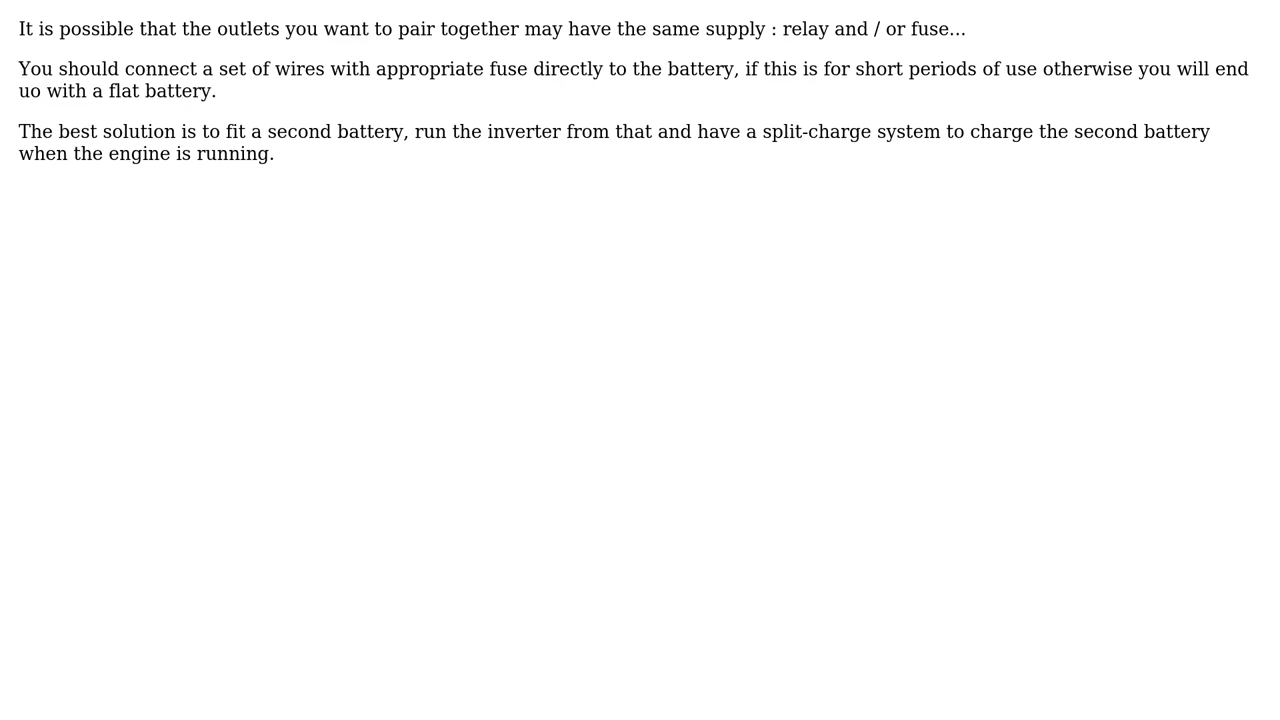 It is possible that the outlets you want to pair together may have the same supply : relay and / or fuse...
You should connect a set of wires with appropriate fuse directly to the battery, if this is for short periods of use otherwise you will end
uo with a flat battery.
The best solution is to fit a second battery, run the inverter from that and have a split-charge system to charge the second battery
when the engine is running.